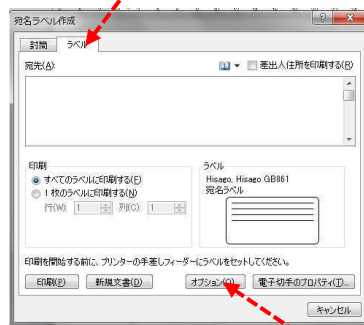 宛名ラベル作成
封筒 ラベル
宛先(A): 差出人住所を印刷する(R)
印刷 ラベル
すべてのラベルに印刷する(F) Hisago, Hisago GB861
1 枚のラベルに印刷する(N) 宛名ラベル
行(W): 1 列(C): 1
印刷を開始する前に、プリンターの手差しフィーダーにラベルをセットしてください。
印刷(P) 新規文書(D) オプション(O)... 電子切手のプロパティ(T)...
キャンセル